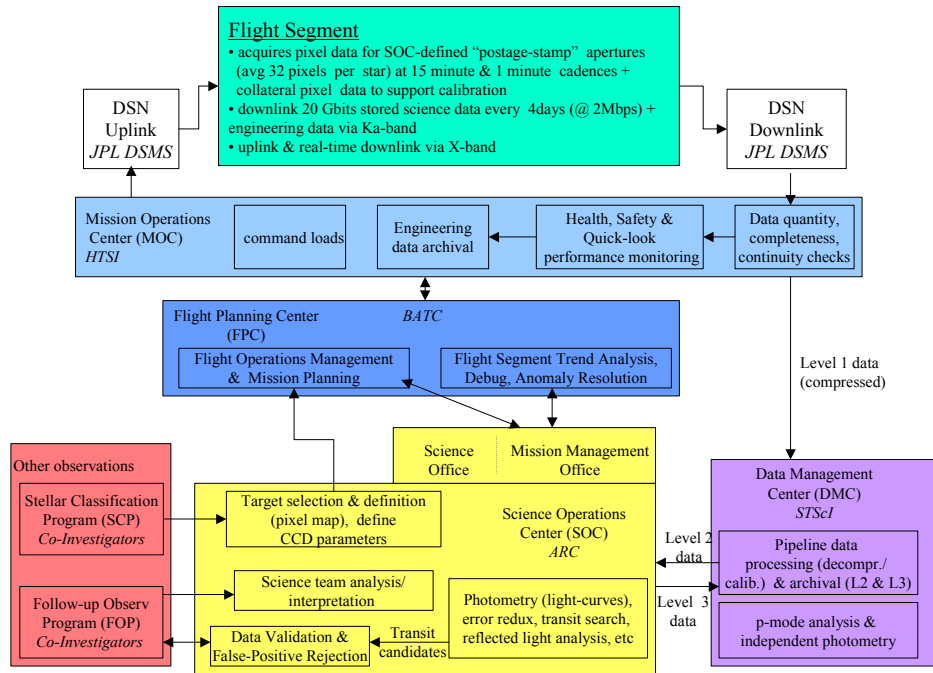 Flight Segment
• acquires pixel data for SOC-defined “postage-stamp” apertures
(avg 32 pixels per star) at 15 minute & 1 minute cadences +
collateral pixel data to support calibration
• downlink 20 Gbits stored science data every 4days (@ 2Mbps) +
engineering data via Ka-band
• uplink & real-time downlink via X-band
DSN
Uplink
JPL DSMS
DSN
Downlink
JPL DSMS
Mission Operations
Center (MOC)
HTSI
command loads
Engineering
data archival
Health, Safety &
Quick-look
performance monitoring
Data quantity,
completeness,
continuity checks
Flight Planning Center
(FPC)
BATC
Flight Operations Management
& Mission Planning
Flight Segment Trend Analysis,
Debug, Anomaly Resolution
Level 1 data
(compressed)
Science
Office
Mission Management
Office
Other observations
Stellar Classification
Program (SCP)
Co-Investigators
Follow-up Observ
Program (FOP)
Co-Investigators
Target selection & definition
(pixel map), define
CCD parameters
Science Operations
Center (SOC)
ARC
Science team analysis/
interpretation
Data Validation &
False-Positive Rejection
Transit
candidates
Photometry (light-curves),
error redux, transit search,
reflected light analysis, etc
Level 2
data
Level 3
data
Data Management
Center (DMC)
STScI
Pipeline data
processing (decompr./
calib.) & archival (L2 & L3)
p-mode analysis &
independent photometry